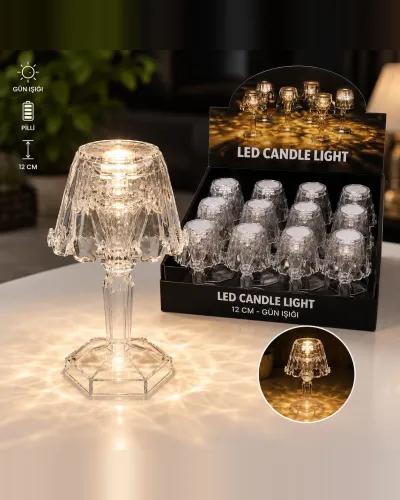 GÜN IŞIĞI
PİLLİ
12 CM
LED CANDLE LIGHT
LED CANDLE LIGHT
12 CM - GÜN IŞIĞI